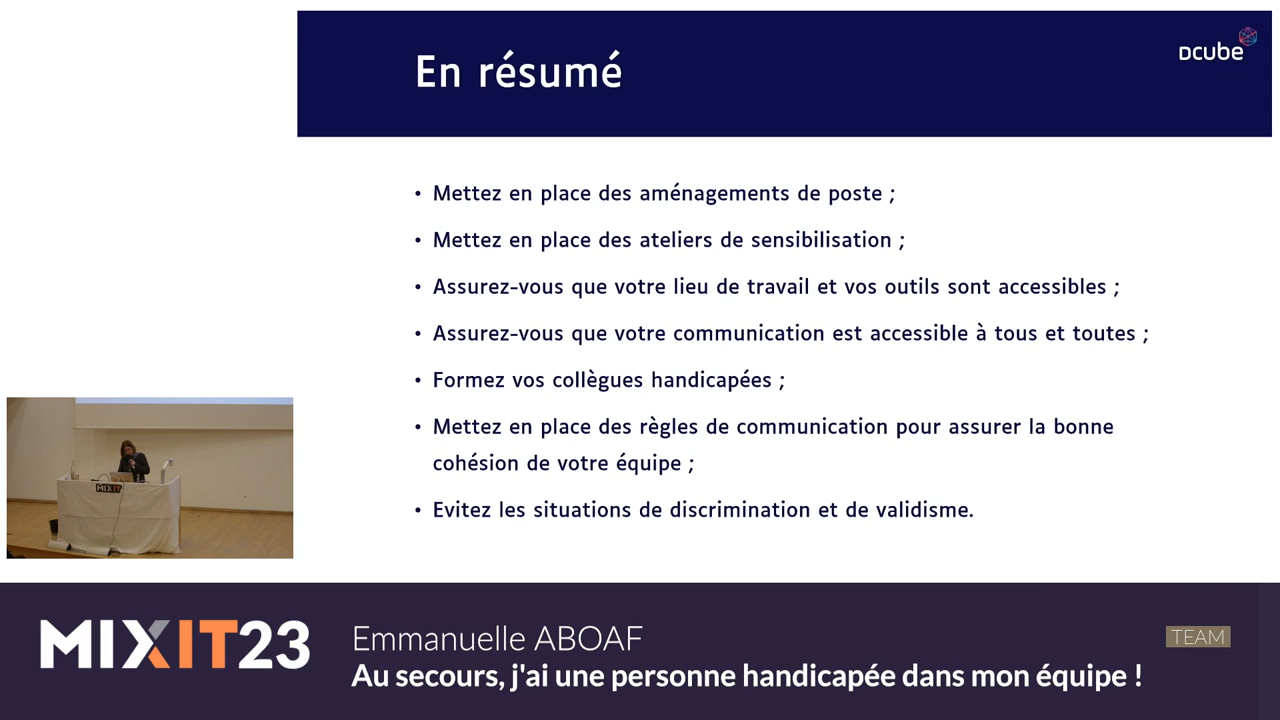 En résumé
Dcube
• Mettez en place des aménagements de poste ;
• Mettez en place des ateliers de sensibilisation ;
• Assurez-vous que votre lieu de travail et vos outils sont accessibles ;
• Assurez-vous que votre communication est accessible à tous et toutes ;
• Formez vos collègues handicapées ;
• Mettez en place des règles de communication pour assurer la bonne
cohésion de votre équipe ;
• Evitez les situations de discrimination et de validisme.
MIXIT
MIXIT23
Emmanuelle ABOAF
TEAM
Au secours, j'ai une personne handicapée dans mon équipe !